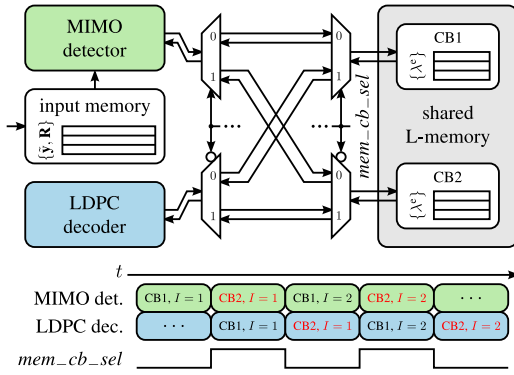 MIMO
detector
input memory
{ỹ, R}
LDPC
decoder
0
1
0
1
0
1
0
1
mem_cb_sel
CB1
{λᵉ}
shared
L-memory
CB2
{λᵉ}
t
MIMO det. CB1, I = 1 CB2, I = 1 CB1, I = 2 CB2, I = 2 · · ·
LDPC dec. · · · CB1, I = 1 CB2, I = 1 CB1, I = 2 CB2, I = 2
mem_cb_sel